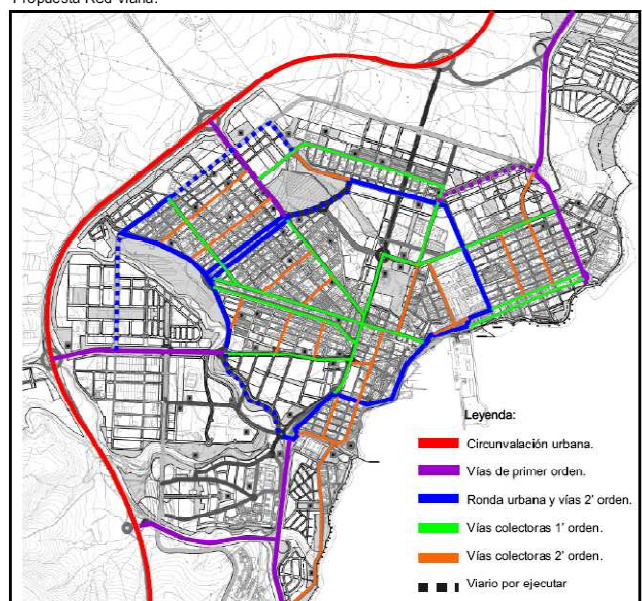 Propuesta Red viaria.
Leyenda:
Circunvalación urbana.
Vías de primer orden.
Ronda urbana y vías 2' orden.
Vías colectoras 1' orden.
Vías colectoras 2' orden.
Viario por ejecutar